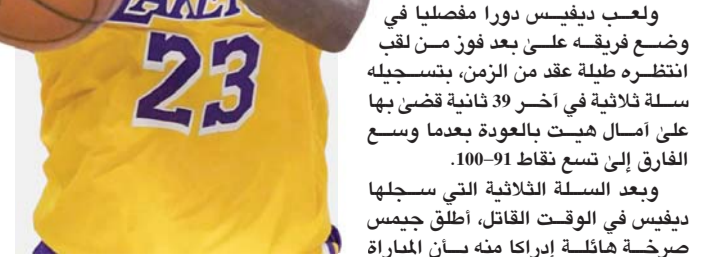 LAKERS
23
ولعب ديفيس دورا مفصليا في
وضع فريقه على بعد فوز من لقب
انتظره طيلة عقد من الزمن، بتسجيله
سلة ثلاثية في آخر 39 ثانية قضى بها
على آمال هيت بالعودة بعدما وسع
الفارق إلى تسع نقاط 91–100.
وبعد السلة الثلاثية التي سجلها
ديفيس في الوقت القاتل، أطلق جيمس
صرخة هائلة إدراكا منه بأن المباراة